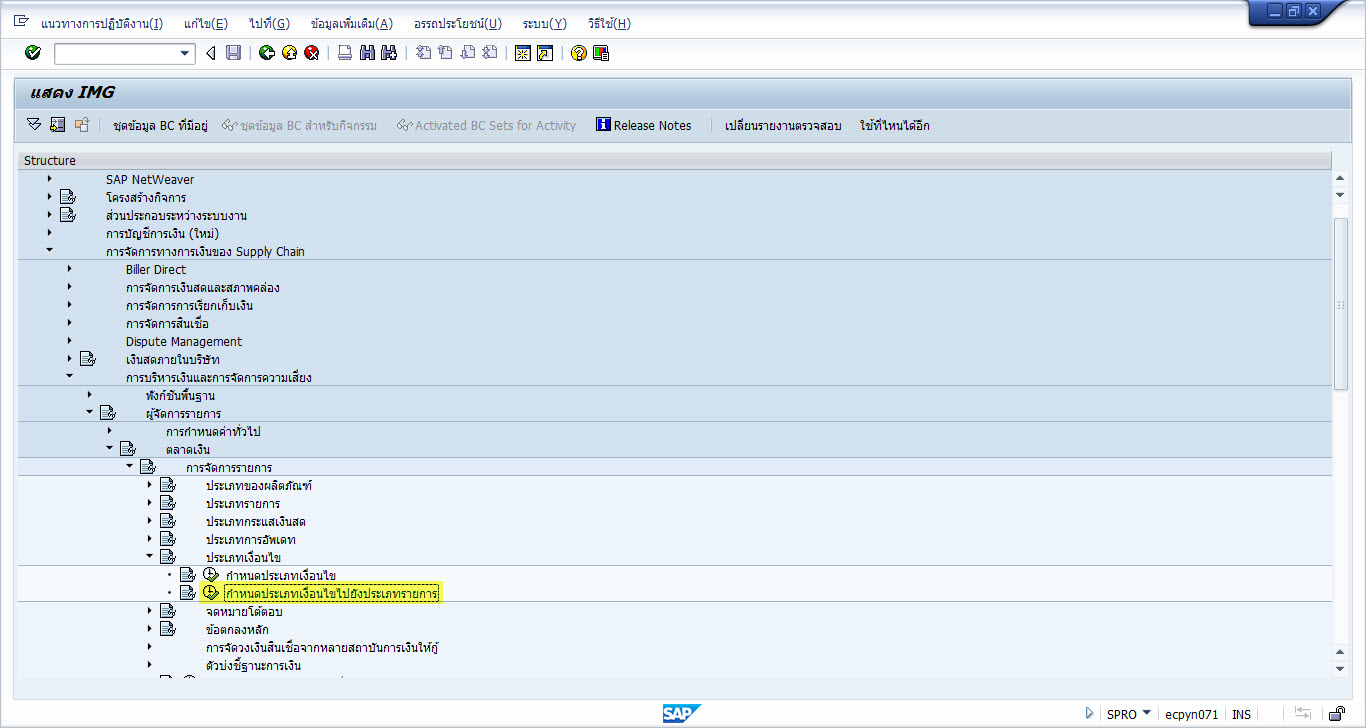 แนวทางการปฏิบัติงาน(I) แก้ไข(E) ไปที่(G) ข้อมูลเพิ่มเติม(A) อรรถประโยชน์(U) ระบบ(Y) วิธีใช้(H)
แสดง IMG
ชุดข้อมูล BC ที่มีอยู่ ชุดข้อมูล BC สำหรับกิจกรรม Activated BC Sets for Activity Release Notes เปลี่ยนรายงานตรวจสอบ ใช้ที่ไหนได้อีก
Structure
SAP NetWeaver
โครงสร้างกิจการ
ส่วนประกอบระหว่างระบบงาน
การบัญชีการเงิน (ใหม่)
การจัดการทางการเงินของ Supply Chain
Biller Direct
การจัดการเงินสดและสภาพคล่อง
การจัดการการเรียกเก็บเงิน
การจัดการสินเชื่อ
Dispute Management
เงินสดภายในบริษัท
การบริหารเงินและการจัดการความเสี่ยง
ฟังก์ชันพื้นฐาน
ผู้จัดการรายการ
การกำหนดค่าทั่วไป
ตลาดเงิน
การจัดการรายการ
ประเภทของผลิตภัณฑ์
ประเภทรายการ
ประเภทกระแสเงินสด
ประเภทการอัพเดท
ประเภทเงื่อนไข
กำหนดประเภทเงื่อนไข
กำหนดประเภทเงื่อนไขไปยังประเภทรายการ
จดหมายโต้ตอบ
ข้อตกลงหลัก
การจัดวงเงินสินเชื่อจากหลายสถาบันการเงินให้กู้
ตัวบ่งชี้ฐานะการเงิน
SAP SPRO ecpyn071 INS